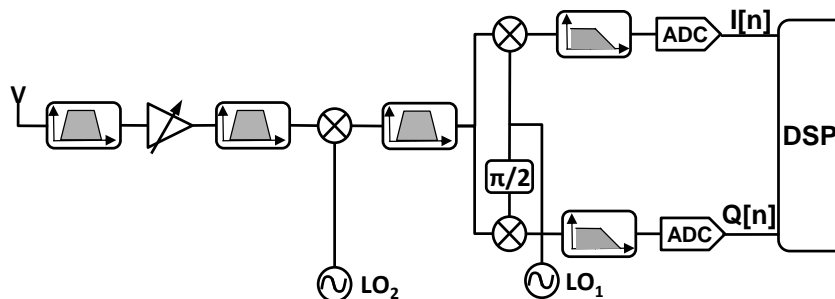 V
I[n]
ADC
DSP
π/2
Q[n]
ADC
LO₂
LO₁